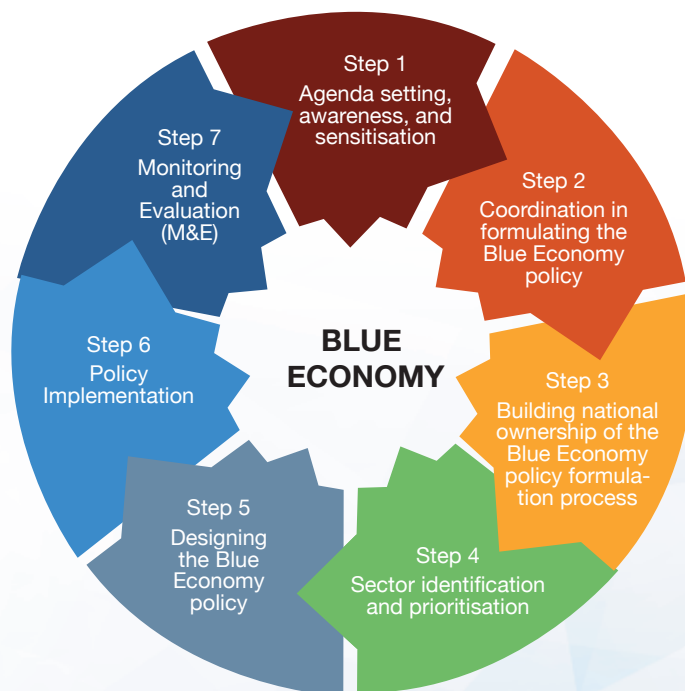 Step 1
Agenda setting,
awareness, and
sensitisation
Step 2
Coordination in
formulating the
Blue Economy
policy
Step 3
Building national
ownership of the
Blue Economy
policy formula-
tion process
Step 4
Sector identification
and prioritisation
Step 5
Designing
the Blue
Economy
policy
Step 6
Policy
Implementation
Step 7
Monitoring
and
Evaluation
(M&E)
BLUE
ECONOMY